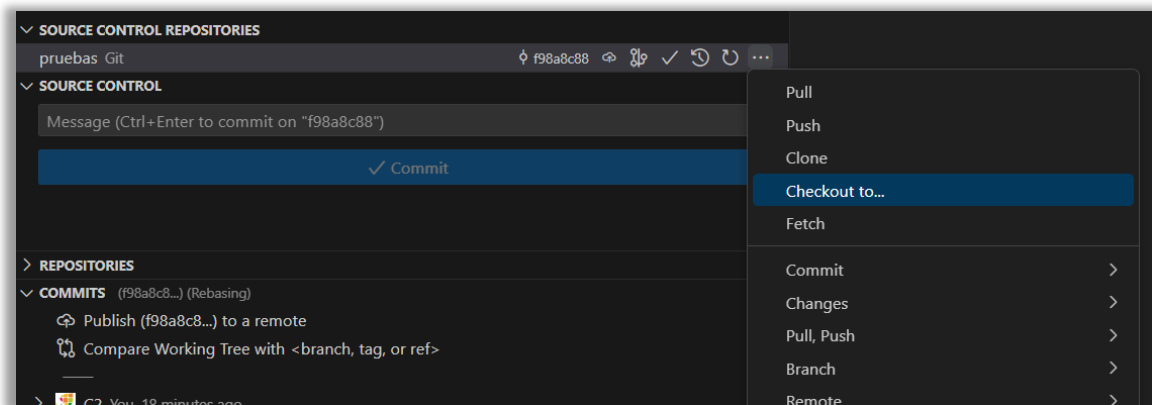 SOURCE CONTROL REPOSITORIES
pruebas Git f98a8c88
SOURCE CONTROL
Message (Ctrl+Enter to commit on "f98a8c88")
Commit
REPOSITORIES
COMMITS (f98a8c8...) (Rebasing)
Publish (f98a8c8...) to a remote
Compare Working Tree with <branch, tag, or ref>
C2 You, 18 minutes ago
Pull
Push
Clone
Checkout to...
Fetch
Commit
Changes
Pull, Push
Branch
Remote